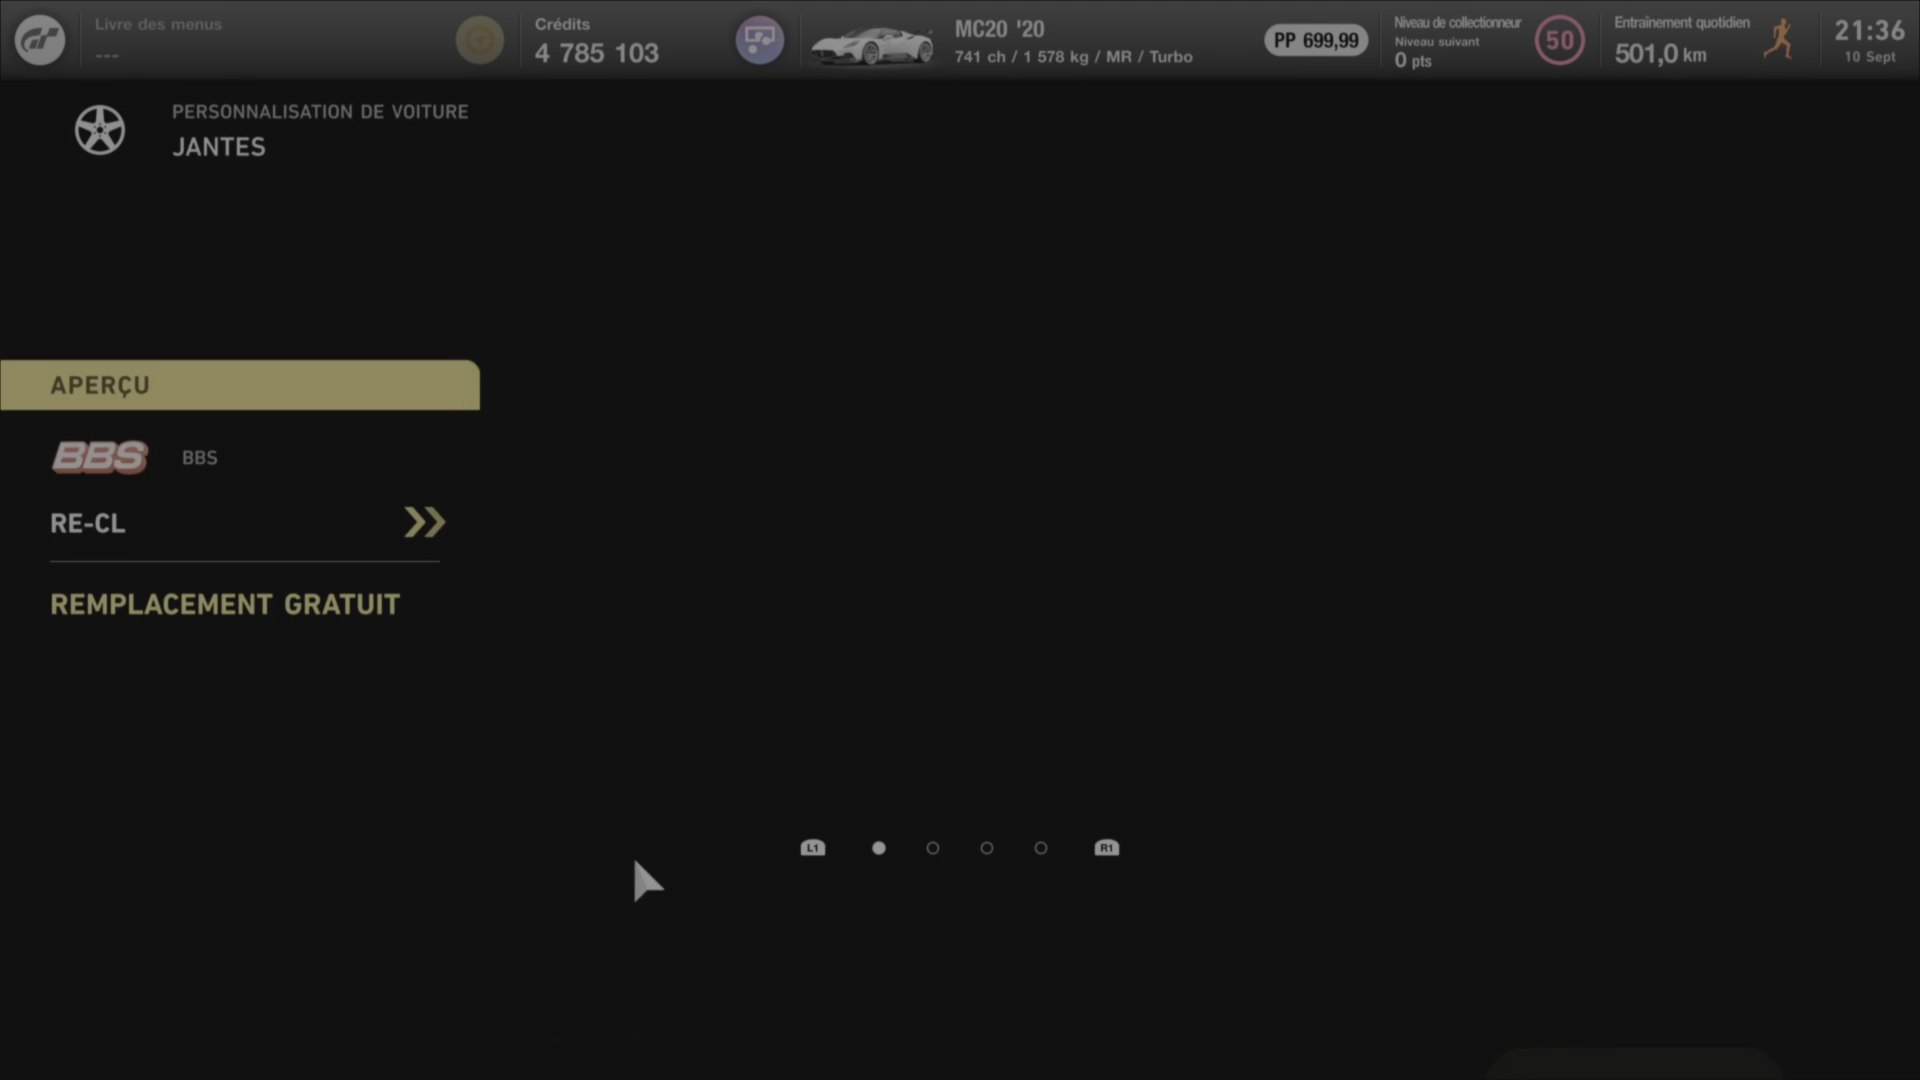 Livre des menus
---
Crédits
4 785 103
MC20 '20
741 ch / 1 578 kg / MR / Turbo
PP 699,99
Niveau de collectionneur
Niveau suivant
0 pts
50
Entraînement quotidien
501,0 km
21:36
10 Sept
PERSONNALISATION DE VOITURE
JANTES
APERÇU
BBS BBS
RE-CL
REMPLACEMENT GRATUIT
L1 R1